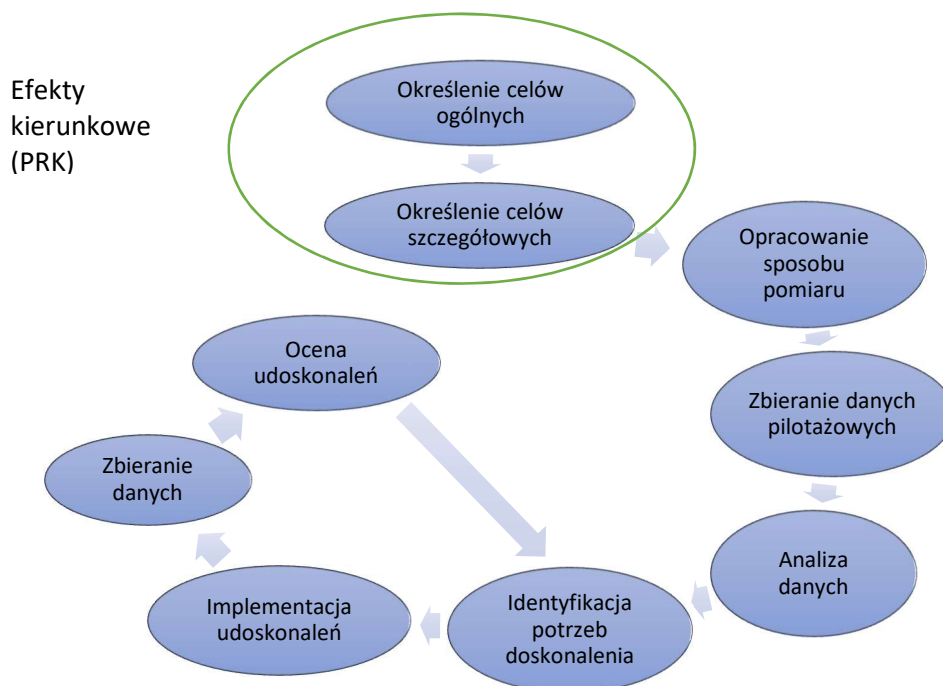 Efekty
kierunkowe
(PRK)
Określenie celów
ogólnych
Określenie celów
szczegółowych
Opracowanie
sposobu
pomiaru
Zbieranie danych
pilotażowych
Analiza
danych
Identyfikacja
potrzeb
doskonalenia
Implementacja
udoskonaleń
Zbieranie
danych
Ocena
udoskonaleń